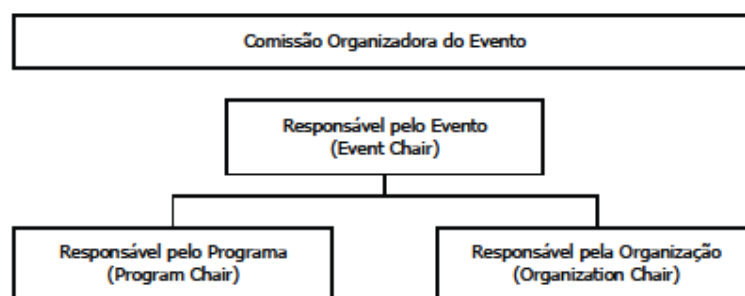 Comissão Organizadora do Evento
Responsável pelo Evento
(Event Chair)
Responsável pelo Programa
(Program Chair)
Responsável pela Organização
(Organization Chair)